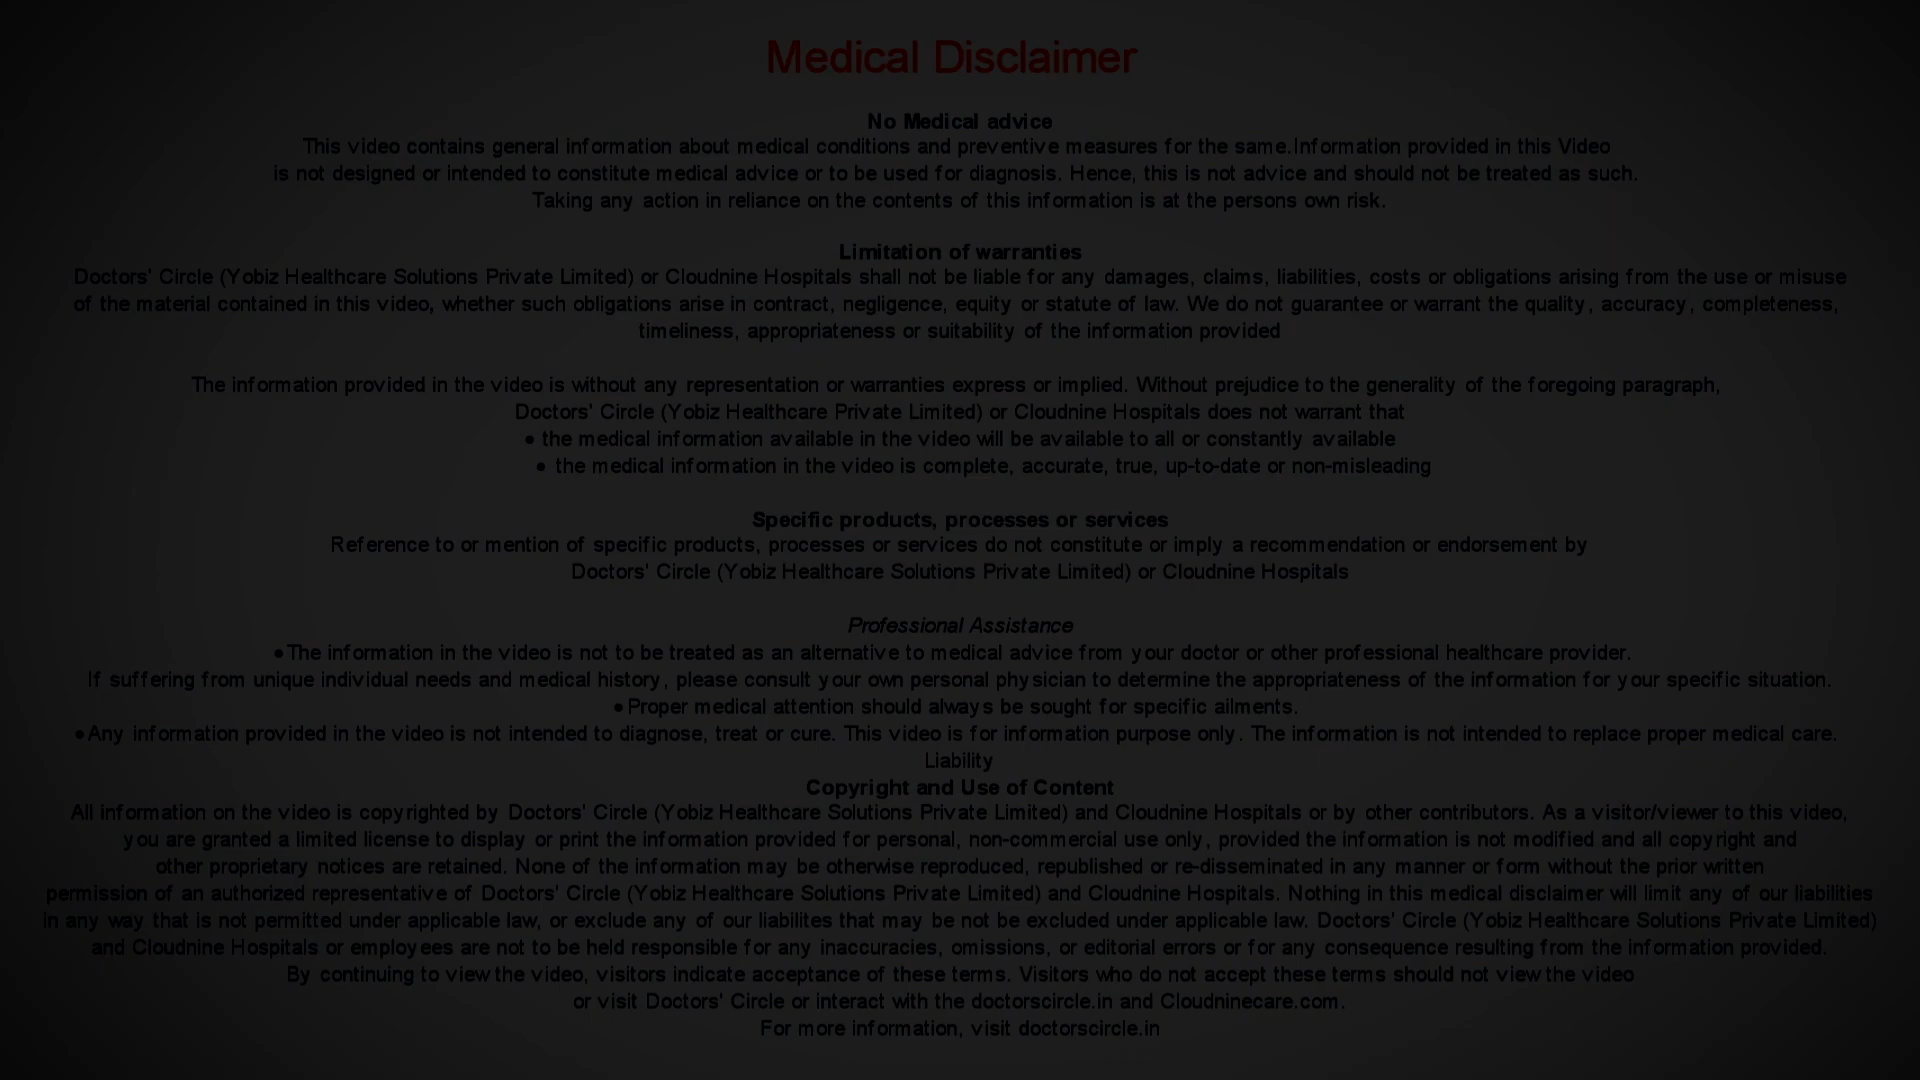 Medical Disclaimer
No Medical advice
This video contains general information about medical conditions and preventive measures for the same.Information provided in this Video
is not designed or intended to constitute medical advice or to be used for diagnosis. Hence, this is not advice and should not be treated as such.
Taking any action in reliance on the contents of this information is at the persons own risk.
Limitation of warranties
Doctors' Circle (Yobiz Healthcare Solutions Private Limited) or Cloudnine Hospitals shall not be liable for any damages, claims, liabilities, costs or obligations arising from the use or misuse
of the material contained in this video, whether such obligations arise in contract, negligence, equity or statute of law. We do not guarantee or warrant the quality, accuracy, completeness,
timeliness, appropriateness or suitability of the information provided
The information provided in the video is without any representation or warranties express or implied. Without prejudice to the generality of the foregoing paragraph,
Doctors' Circle (Yobiz Healthcare Private Limited) or Cloudnine Hospitals does not warrant that
● the medical information available in the video will be available to all or constantly available
● the medical information in the video is complete, accurate, true, up-to-date or non-misleading
Specific products, processes or services
Reference to or mention of specific products, processes or services do not constitute or imply a recommendation or endorsement by
Doctors' Circle (Yobiz Healthcare Solutions Private Limited) or Cloudnine Hospitals
Professional Assistance
●The information in the video is not to be treated as an alternative to medical advice from your doctor or other professional healthcare provider.
If suffering from unique individual needs and medical history, please consult your own personal physician to determine the appropriateness of the information for your specific situation.
●Proper medical attention should always be sought for specific ailments.
●Any information provided in the video is not intended to diagnose, treat or cure. This video is for information purpose only. The information is not intended to replace proper medical care.
Liability
Copyright and Use of Content
All information on the video is copyrighted by Doctors' Circle (Yobiz Healthcare Solutions Private Limited) and Cloudnine Hospitals or by other contributors. As a visitor/viewer to this video,
you are granted a limited license to display or print the information provided for personal, non-commercial use only, provided the information is not modified and all copyright and
other proprietary notices are retained. None of the information may be otherwise reproduced, republished or re-disseminated in any manner or form without the prior written
permission of an authorized representative of Doctors' Circle (Yobiz Healthcare Solutions Private Limited) and Cloudnine Hospitals. Nothing in this medical disclaimer will limit any of our liabilities
in any way that is not permitted under applicable law, or exclude any of our liabilites that may be not be excluded under applicable law. Doctors' Circle (Yobiz Healthcare Solutions Private Limited)
and Cloudnine Hospitals or employees are not to be held responsible for any inaccuracies, omissions, or editorial errors or for any consequence resulting from the information provided.
By continuing to view the video, visitors indicate acceptance of these terms. Visitors who do not accept these terms should not view the video
or visit Doctors' Circle or interact with the doctorscircle.in and Cloudninecare.com.
For more information, visit doctorscircle.in